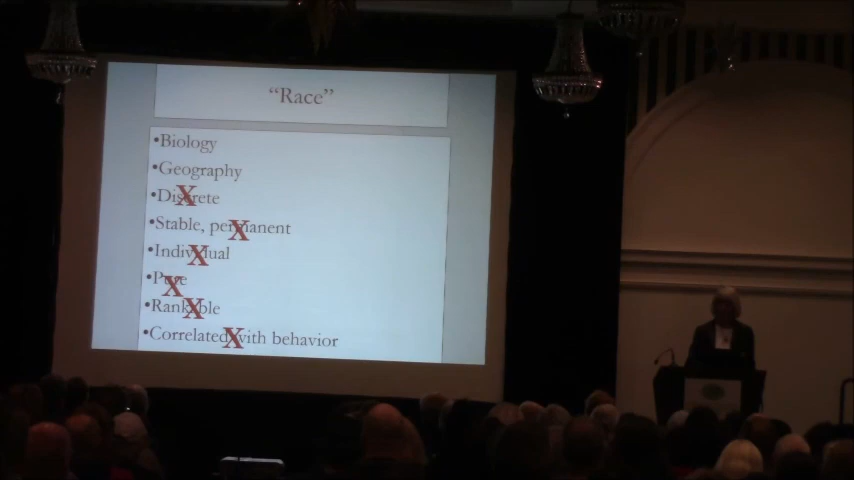 “Race”
•Biology
•Geography
•Discrete
•Stable, permanent
•Individual
•Pure
•Rankable
•Correlated with behavior
X
X
X
X
X
X